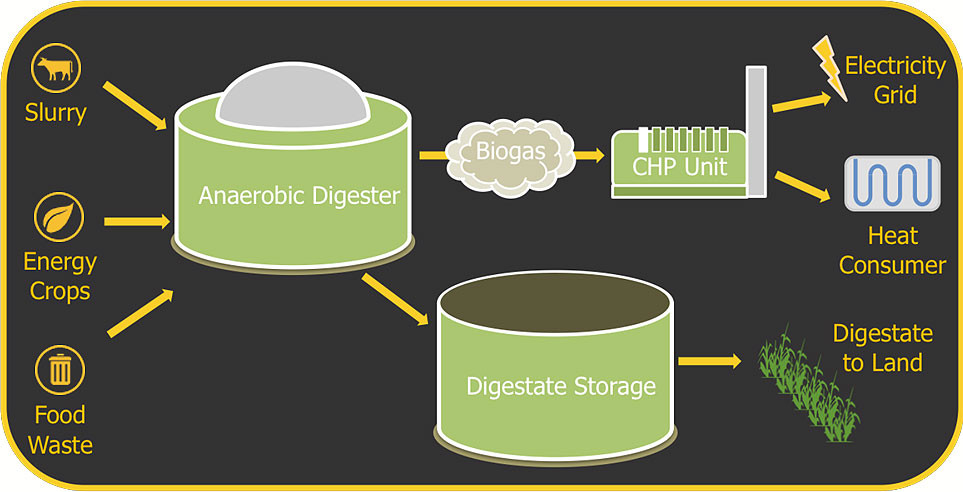 Slurry
Energy
Crops
Food
Waste
Anaerobic Digester
Biogas
CHP Unit
Electricity
Grid
Heat
Consumer
Digestate Storage
Digestate
to Land